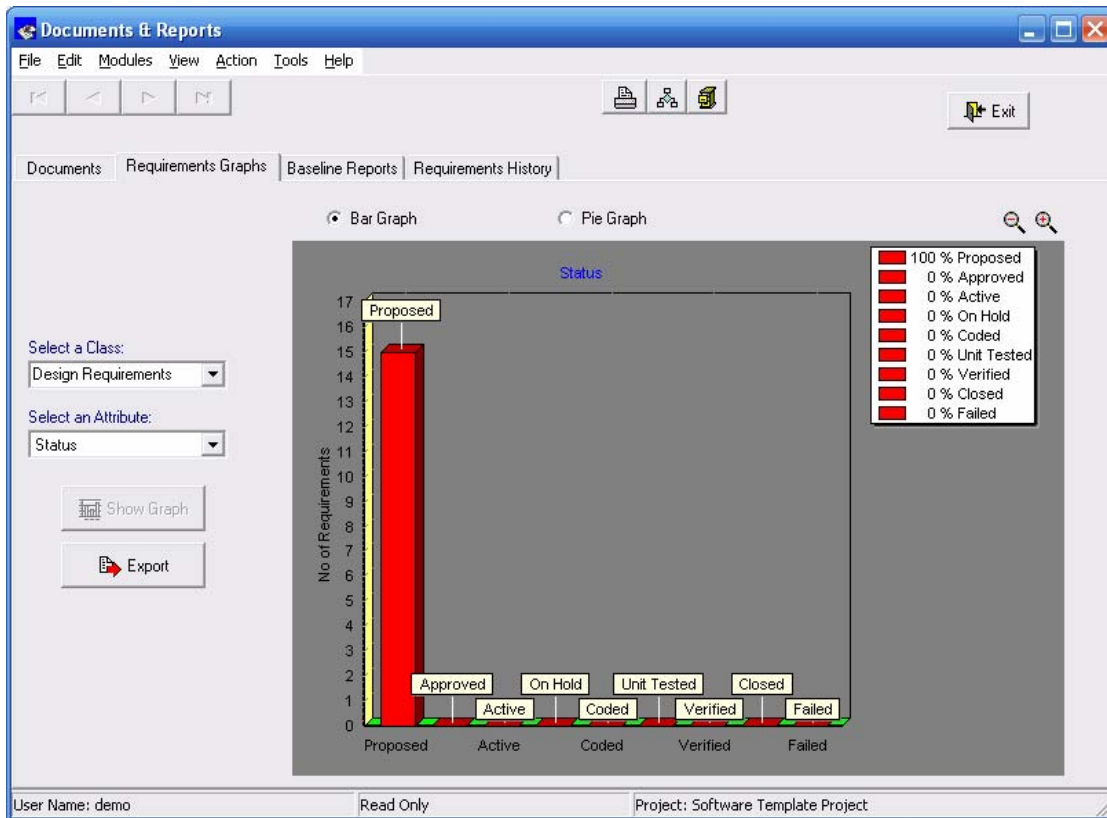 Documents & Reports
File Edit Modules View Action Tools Help
Exit
Documents Requirements Graphs Baseline Reports Requirements History
Bar Graph Pie Graph
Select a Class:
Design Requirements
Select an Attribute:
Status
Show Graph
Export
Status
No of Requirements
17
16
15
14
13
12
11
10
9
8
7
6
5
4
3
2
1
0
Proposed
Approved On Hold Unit Tested Closed
Active Coded Verified Failed
Proposed Active Coded Verified Failed
100 % Proposed
0 % Approved
0 % Active
0 % On Hold
0 % Coded
0 % Unit Tested
0 % Verified
0 % Closed
0 % Failed
User Name: demo Read Only Project: Software Template Project